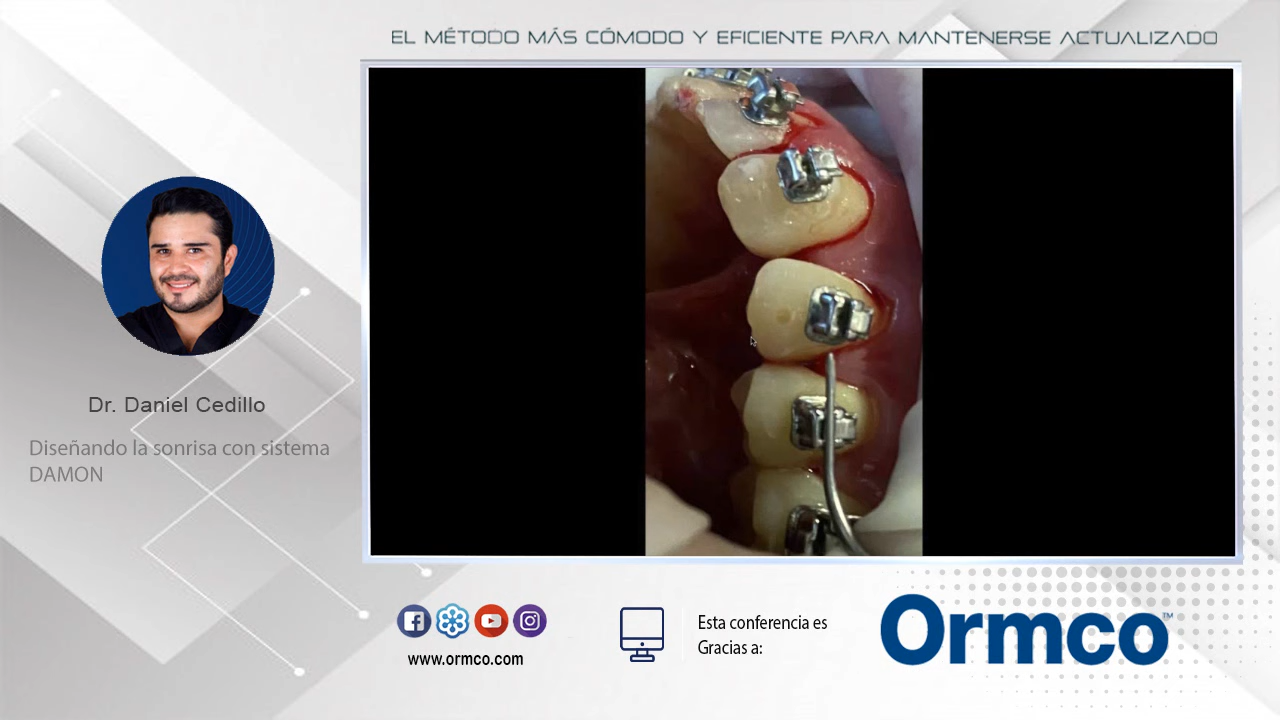 EL MÉTODO MÁS CÓMODO Y EFICIENTE PARA MANTENERSE ACTUALIZADO
Dr. Daniel Cedillo
Diseñando la sonrisa con sistema
DAMON
www.ormco.com
Esta conferencia es
Gracias a:
Ormco™